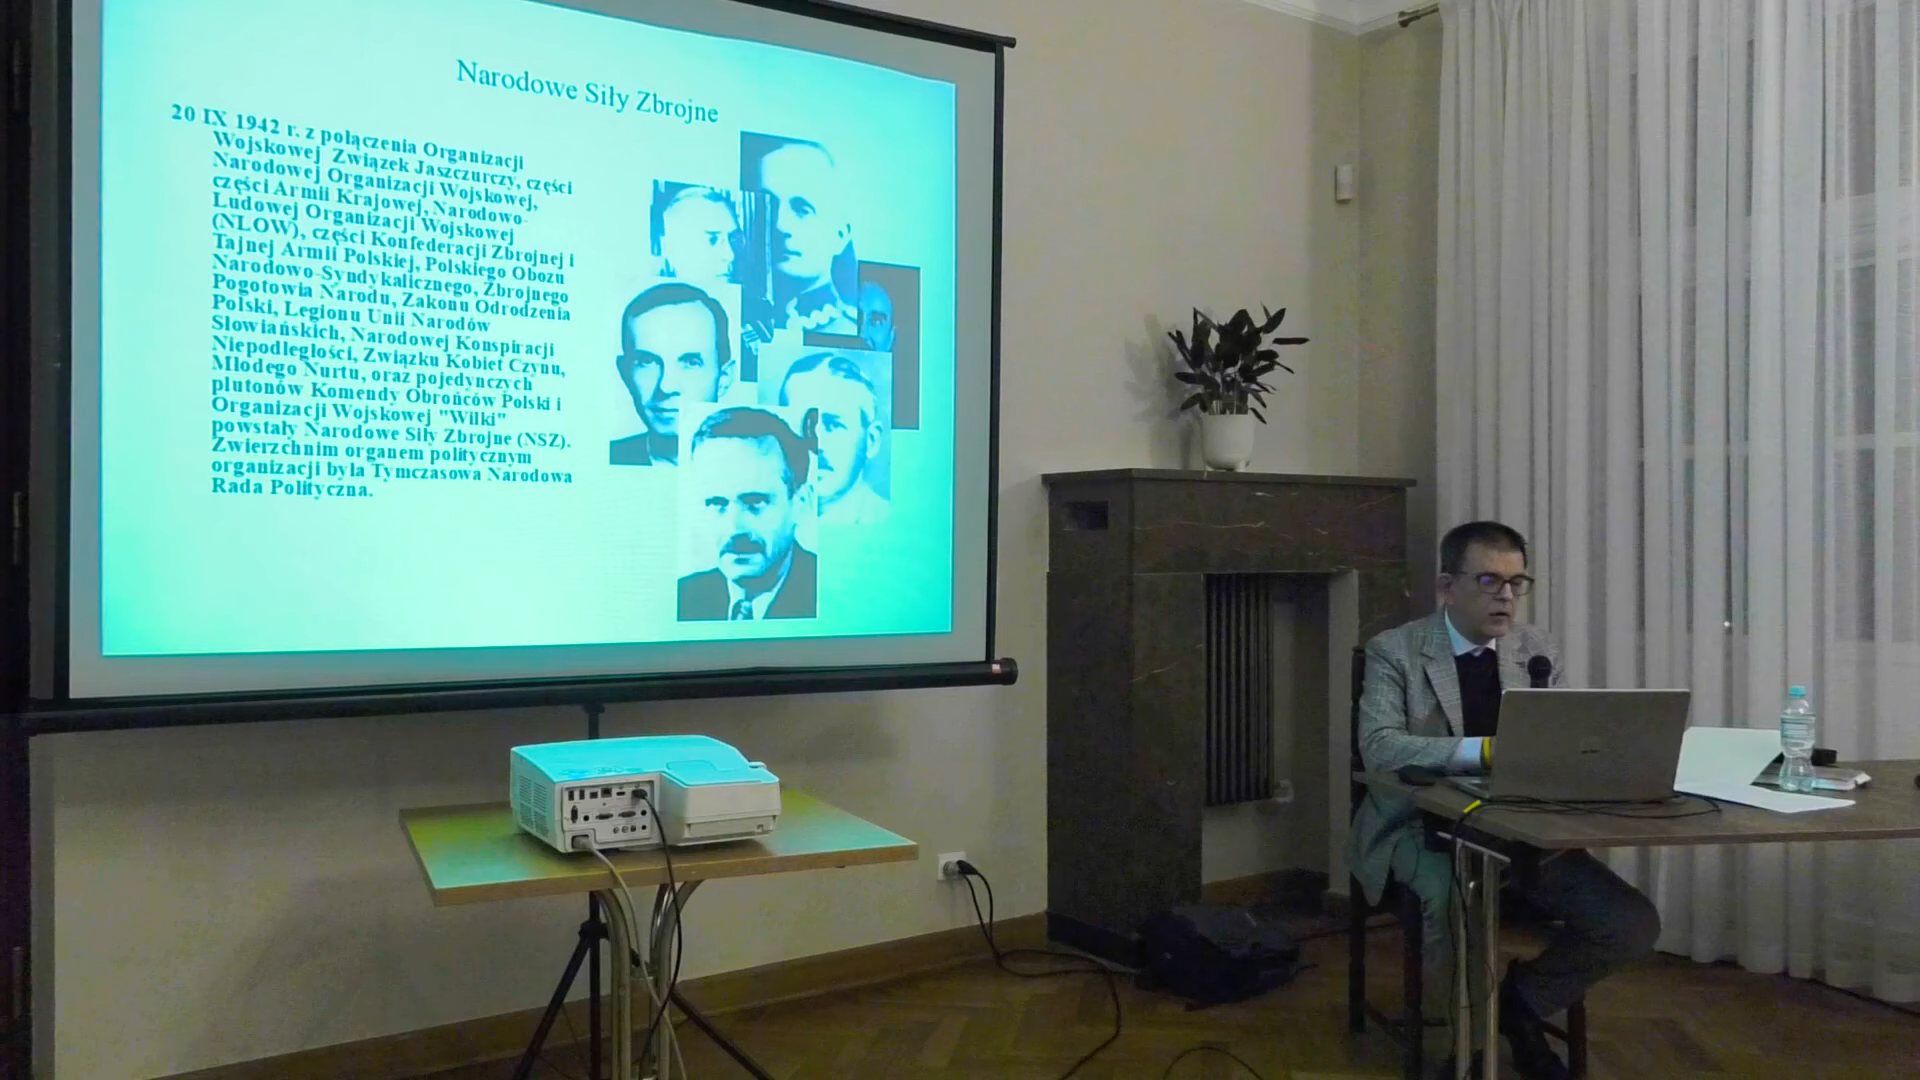 Narodowe Siły Zbrojne
20 IX 1942 r. z połączenia Organizacji
Wojskowej Związek Jaszczurczy, części
Narodowej Organizacji Wojskowej,
części Armii Krajowej, Narodowo-
Ludowej Organizacji Wojskowej
(NLOW), części Konfederacji Zbrojnej i
Tajnej Armii Polskiej, Polskiego Obozu
Narodowo-Syndykalicznego, Zbrojnego
Pogotowia Narodu, Zakonu Odrodzenia
Polski, Legionu Unii Narodów
Słowiańskich, Narodowej Konspiracji
Niepodległości, Związku Kobiet Czynu,
Młodego Nurtu, oraz pojedynczych
plutonów Komendy Obrońców Polski i
Organizacji Wojskowej "Wilki"
powstały Narodowe Siły Zbrojne (NSZ).
Zwierzchnim organem politycznym
organizacji była Tymczasowa Narodowa
Rada Polityczna.